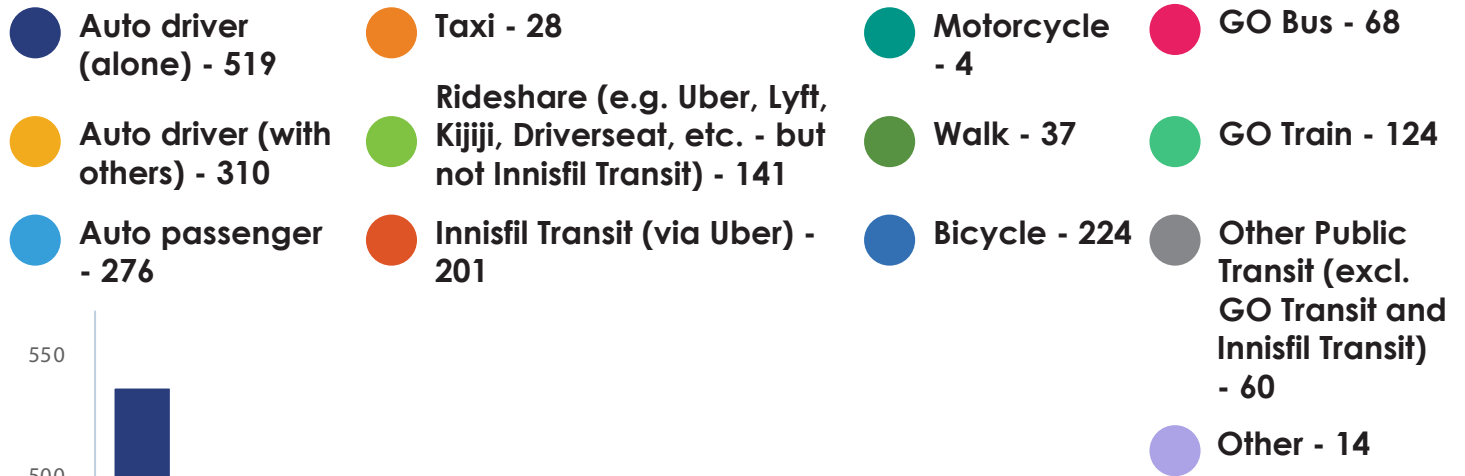 Auto driver
(alone) - 519
Auto driver (with
others) - 310
Auto passenger
- 276
Taxi - 28
Rideshare (e.g. Uber, Lyft,
Kijiji, Driverseat, etc. - but
not Innisfil Transit) - 141
Innisfil Transit (via Uber) -
201
Motorcycle
- 4
Walk - 37
Bicycle - 224
GO Bus - 68
GO Train - 124
Other Public
Transit (excl.
GO Transit and
Innisfil Transit)
- 60
Other - 14
550
500